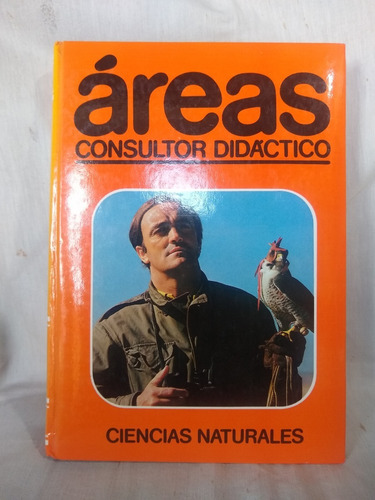 áreas
CONSULTOR DIDÁCTICO
CIENCIAS NATURALES